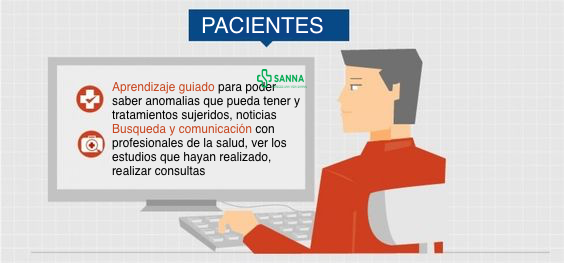 PACIENTES
SANNA
Aprendizaje guiado para poder
saber anomalias que pueda tener y
tratamientos sujeridos, noticias
Busqueda y comunicación con
profesionales de la salud, ver los
estudios que hayan realizado,
realizar consultas